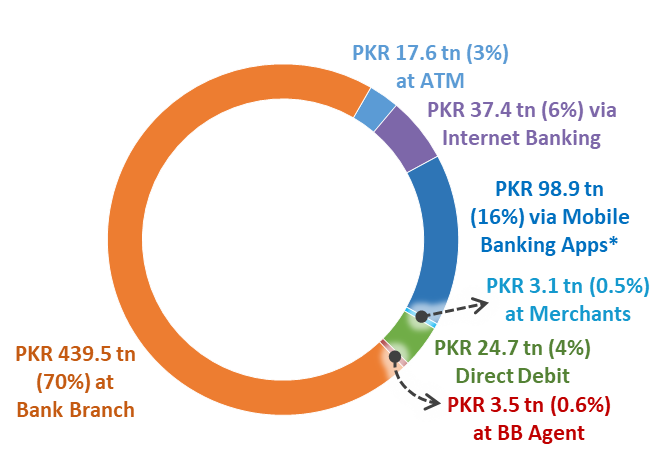 PKR 17.6 tn (3%)
at ATM
PKR 37.4 tn (6%) via
Internet Banking
PKR 98.9 tn
(16%) via Mobile
Banking Apps*
PKR 3.1 tn (0.5%)
at Merchants
PKR 24.7 tn (4%)
Direct Debit
PKR 3.5 tn (0.6%)
at BB Agent
PKR 439.5 tn
(70%) at
Bank Branch